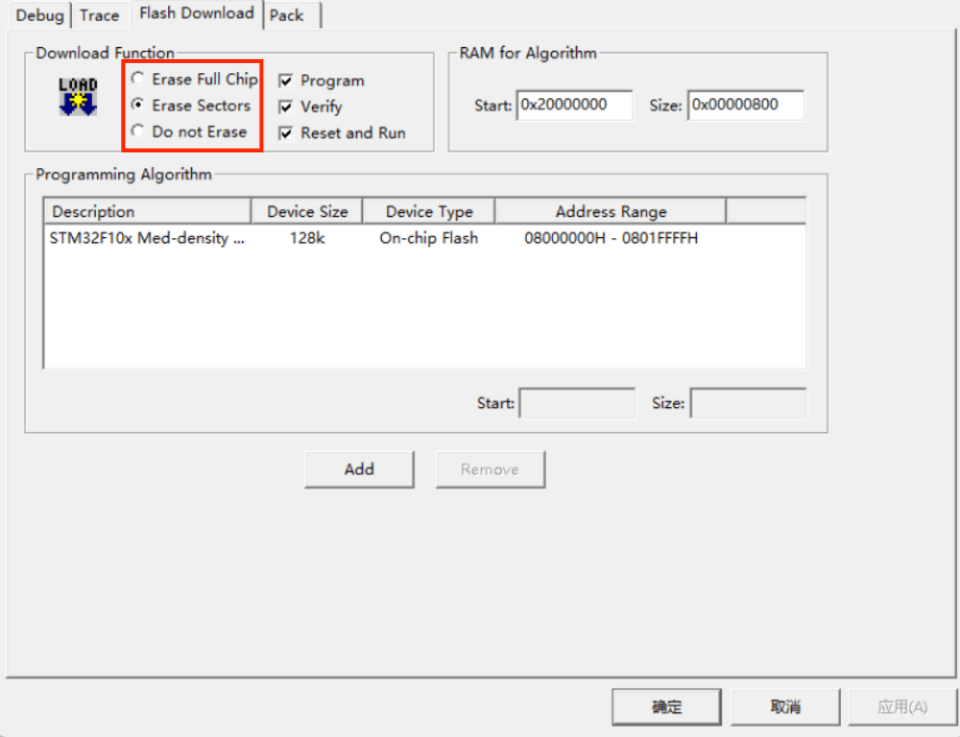 Debug Trace Flash Download Pack
Download Function
LOAD
Erase Full Chip
Erase Sectors
Do not Erase
Program
Verify
Reset and Run
RAM for Algorithm
Start: 0x20000000 Size: 0x00000800
Programming Algorithm
Description Device Size Device Type Address Range
STM32F10x Med-density ... 128k On-chip Flash 08000000H - 0801FFFFH
Start: Size:
Add Remove
确定 取消 应用(A)